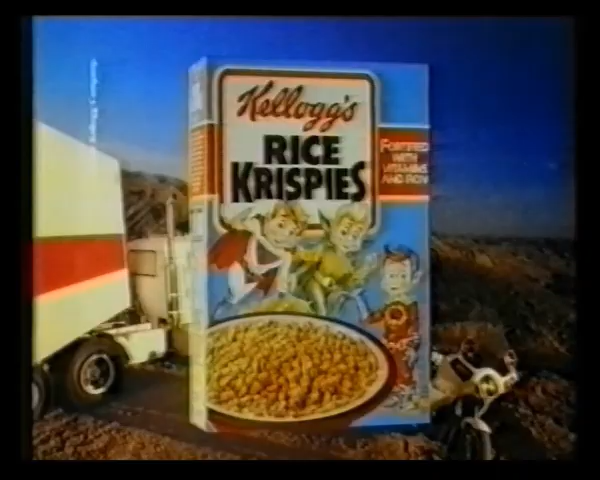 Kellogg's
RICE
KRISPIES
FORTIFIED
WITH
VITAMINS
AND IRON